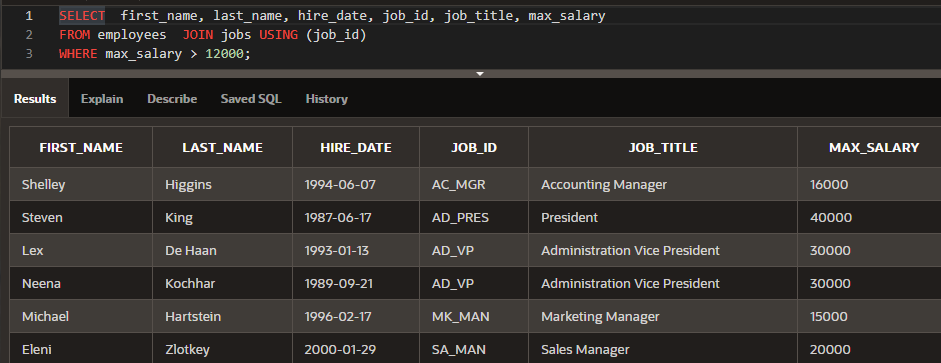 1 SELECT first_name, last_name, hire_date, job_id, job_title, max_salary
2 FROM employees JOIN jobs USING (job_id)
3 WHERE max_salary > 12000;
Results Explain Describe Saved SQL History
FIRST_NAME LAST_NAME HIRE_DATE JOB_ID JOB_TITLE MAX_SALARY
Shelley Higgins 1994-06-07 AC_MGR Accounting Manager 16000
Steven King 1987-06-17 AD_PRES President 40000
Lex De Haan 1993-01-13 AD_VP Administration Vice President 30000
Neena Kochhar 1989-09-21 AD_VP Administration Vice President 30000
Michael Hartstein 1996-02-17 MK_MAN Marketing Manager 15000
Eleni Zlotkey 2000-01-29 SA_MAN Sales Manager 20000